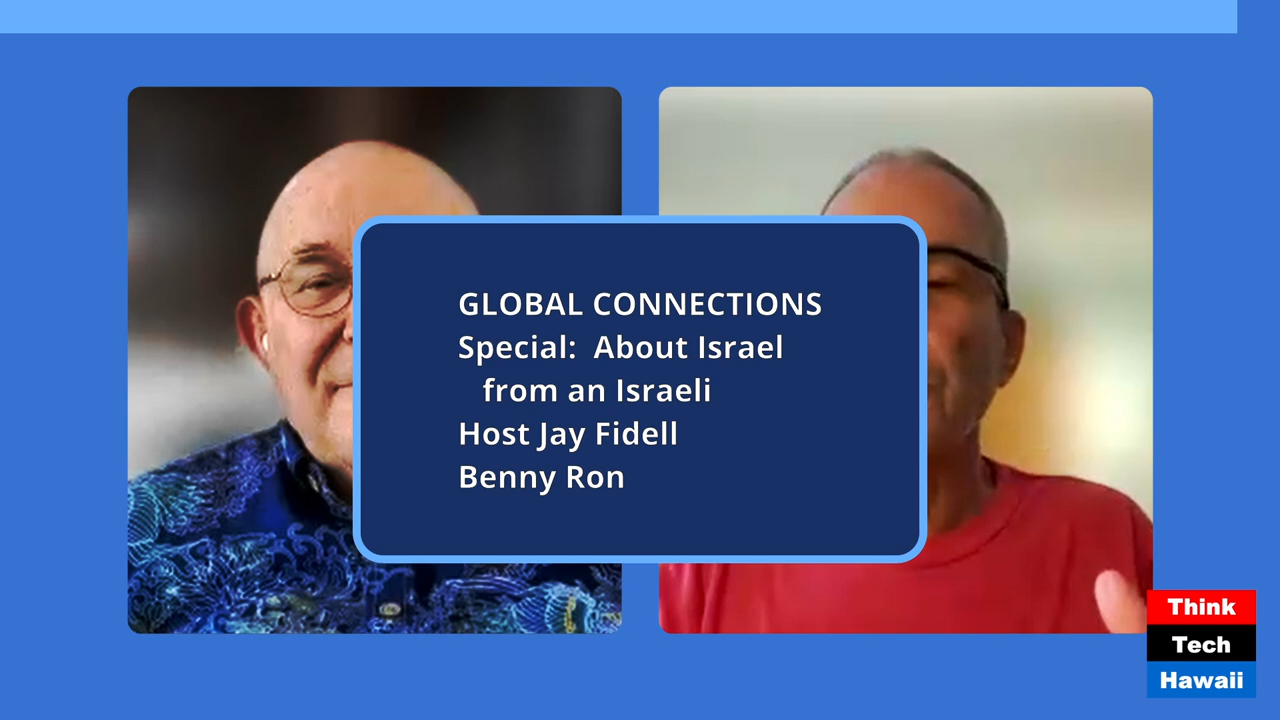 GLOBAL CONNECTIONS
Special:  About Israel
from an Israeli
Host Jay Fidell
Benny Ron
Think
Tech
Hawaii